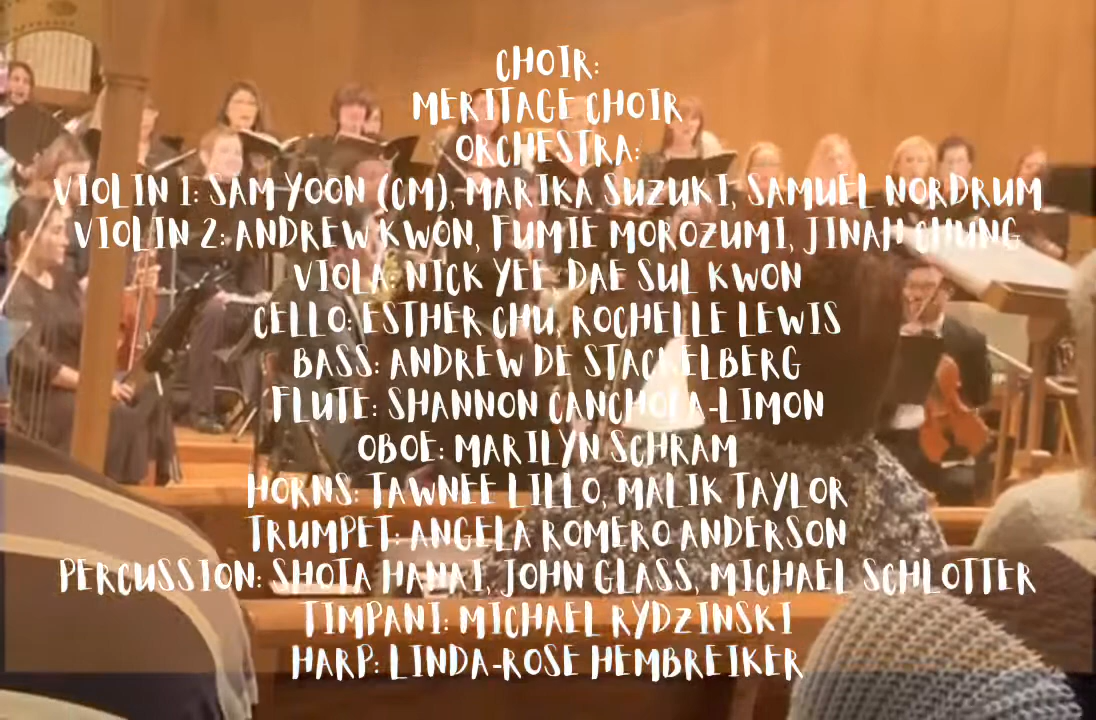 CHOIR:
MERITAGE CHOIR
ORCHESTRA:
VIOLIN 1: SAM YOON (CM), MARIKA SUZUKI, SAMUEL NORDRUM
VIOLIN 2: ANDREW KWON, FUMIE MOROZUMI, JINAH CHUNG
VIOLA: NICK YEE, DAE SUL KWON
CELLO: ESTHER CHU, ROCHELLE LEWIS
BASS: ANDREW DE STACKELBERG
FLUTE: SHANNON CANCHOLA-LIMON
OBOE: MARILYN SCHRAM
HORNS: TAWNEE LILLO, MALIK TAYLOR
TRUMPET: ANGELA ROMERO ANDERSON
PERCUSSION: SHOTA HANAI, JOHN GLASS, MICHAEL SCHLOTTER
TIMPANI: MICHAEL RYDZINSKI
HARP: LINDA-ROSE HEMBREIKER